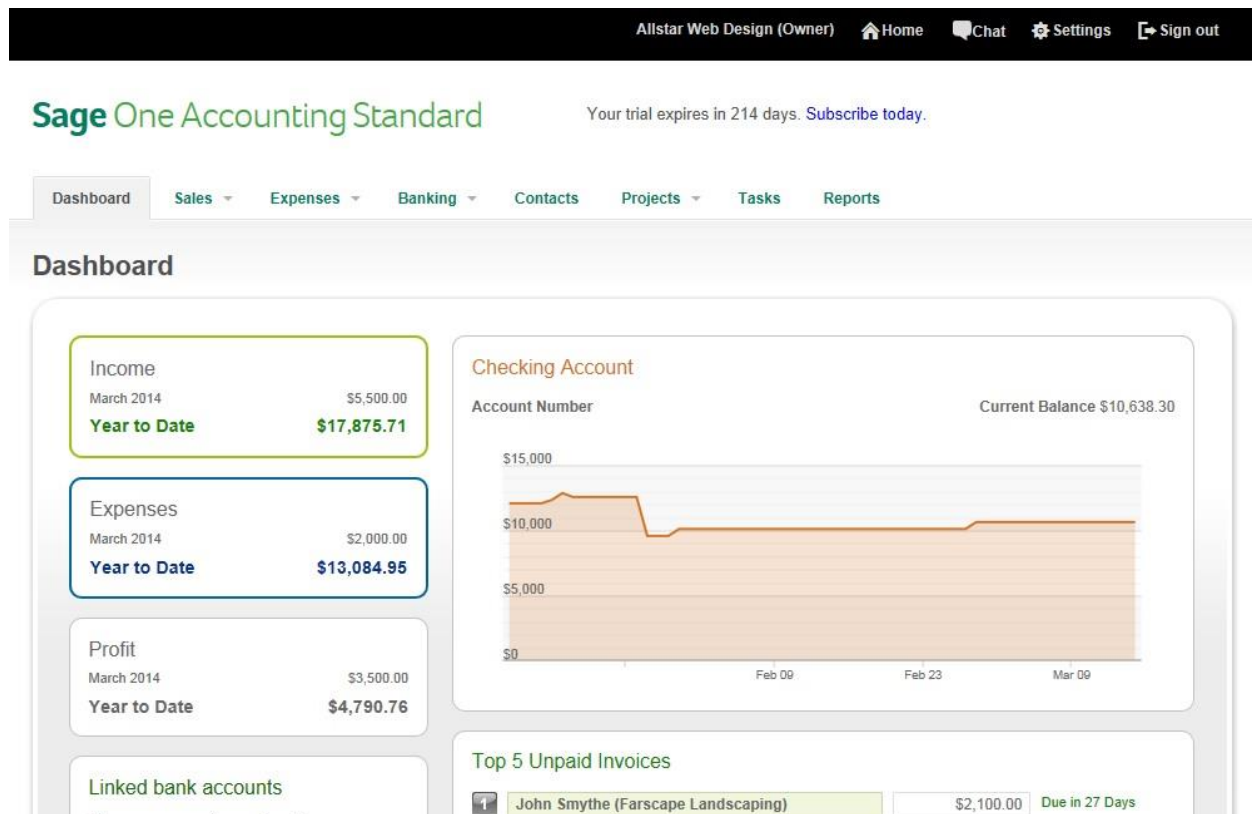 Allstar Web Design (Owner) Home Chat Settings Sign out
Sage One Accounting Standard
Your trial expires in 214 days. Subscribe today.
Dashboard Sales Expenses Banking Contacts Projects Tasks Reports
Dashboard
Income
March 2014 $5,500.00
Year to Date $17,875.71
Expenses
March 2014 $2,000.00
Year to Date $13,084.95
Profit
March 2014 $3,500.00
Year to Date $4,790.76
Linked bank accounts
Checking Account
Account Number Current Balance $10,638.30
$15,000
$10,000
$5,000
$0
Feb 09 Feb 23 Mar 09
Top 5 Unpaid Invoices
1 John Smythe (Farscape Landscaping) $2,100.00 Due in 27 Days